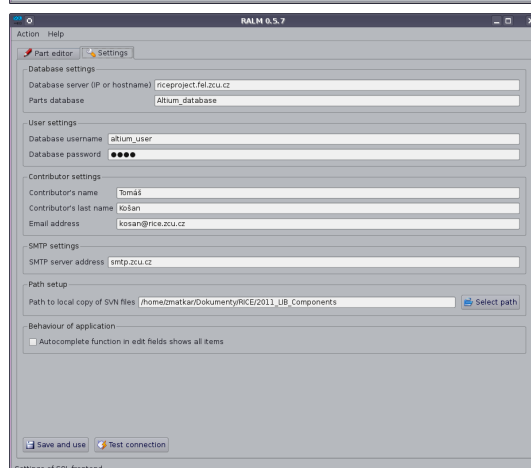 RALM 0.5.7
Action Help
Part editor Settings
Database settings
Database server (IP or hostname) riceproject.fel.zcu.cz
Parts database Altium_database
User settings
Database username altium_user
Database password ●●●●
Contributor settings
Contributor's name Tomáš
Contributor's last name Košan
Email address kosan@rice.zcu.cz
SMTP settings
SMTP server address smtp.zcu.cz
Path setup
Path to local copy of SVN files /home/zmatkar/Dokumenty/RICE/2011_LIB_Components Select path
Behaviour of application
Autocomplete function in edit fields shows all items
Save and use Test connection
Settings of SQL frontend